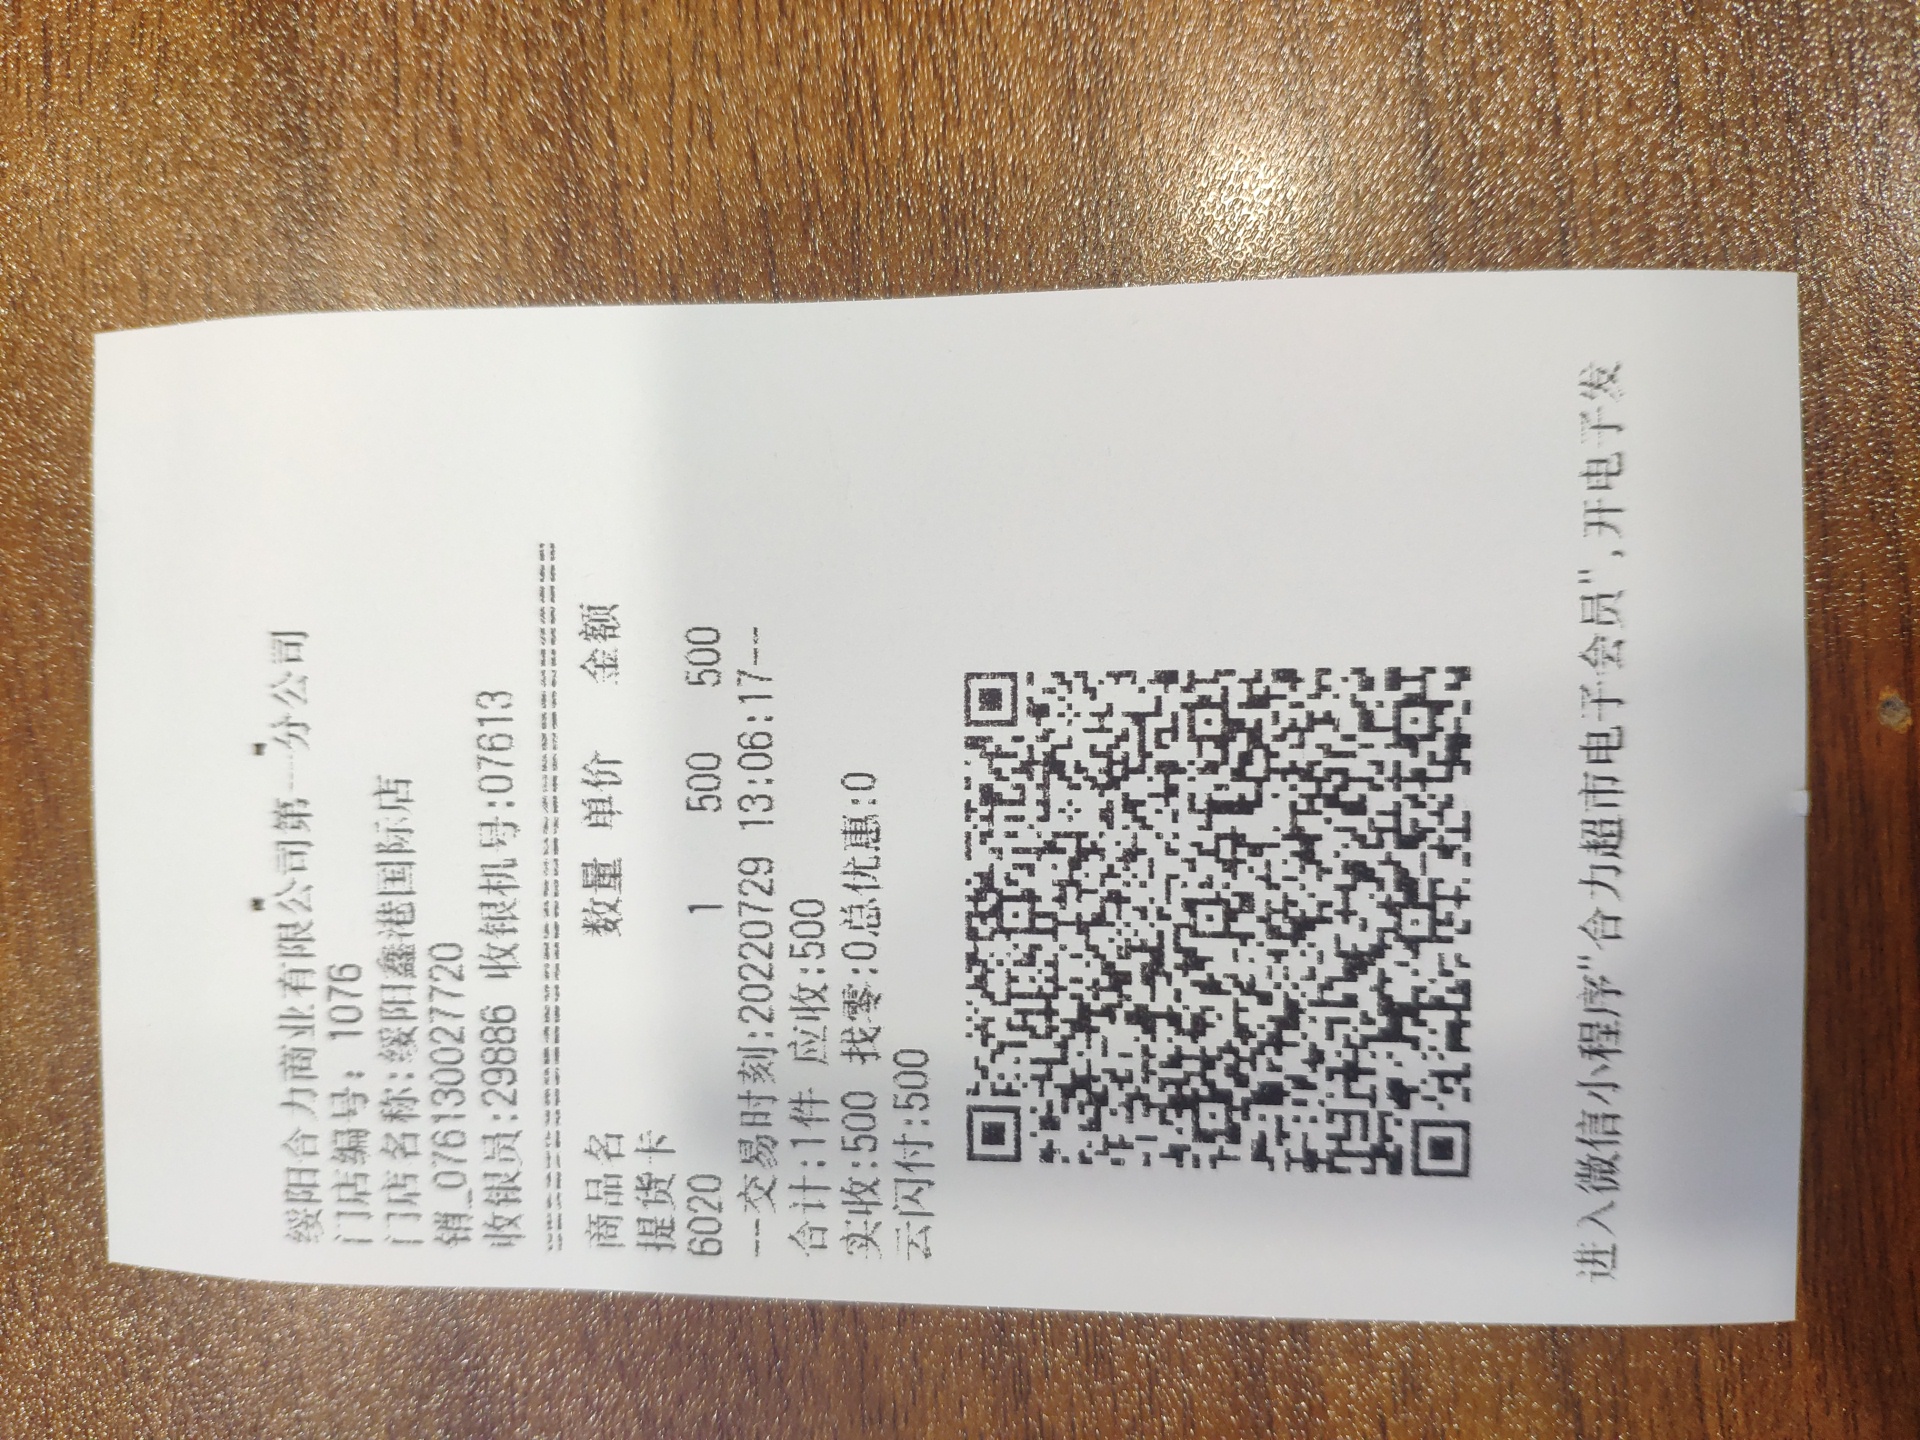 绥阳合力商业有限公司第一分公司
门店编号: 1076
门店名称:绥阳鑫港国际店
销_076130027720
收银员:29886 收银机号:07613
商品名 数量 单价 金额
提货卡
6020 1 500 500
--交易时刻:20220729 13:06:17--
合计:1件 应收:500
实收:500 找零:0总优惠:0
云闪付:500
进入微信小程序"合力超市电子会员",开电子发